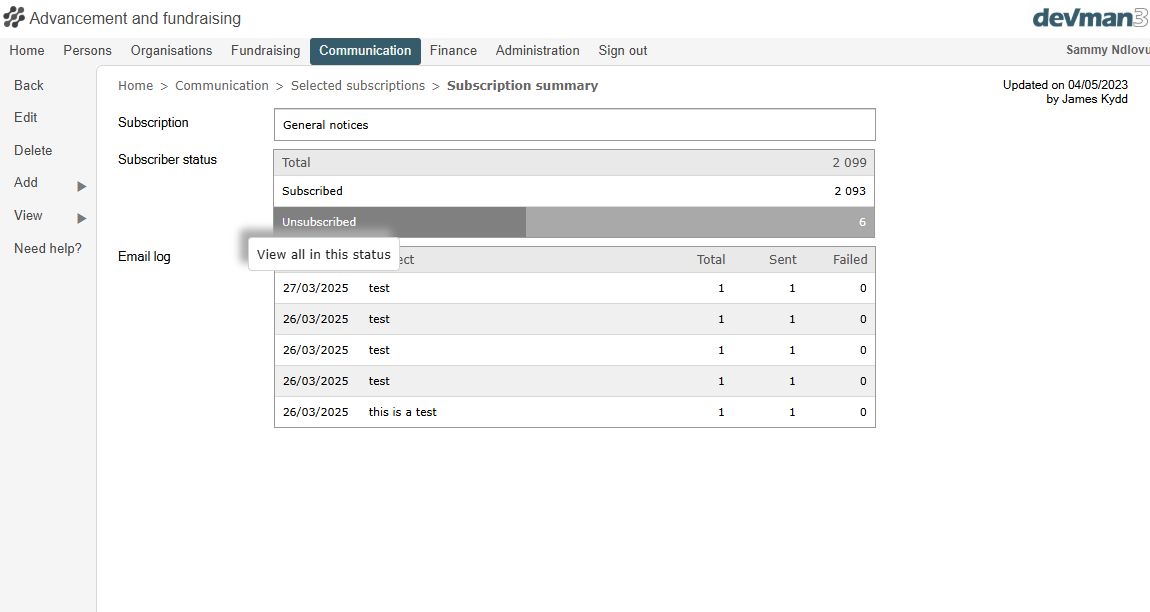 Advancement and fundraising
devman3
Home Persons Organisations Fundraising Communication Finance Administration Sign out
Sammy Ndlovu
Back
Edit
Delete
Add
View
Need help?
Home > Communication > Selected subscriptions > Subscription summary
Updated on 04/05/2023
by James Kydd
Subscription General notices
Subscriber status Total 2 099
Subscribed 2 093
Unsubscribed 6
View all in this status
Email log ect Total Sent Failed
27/03/2025 test 1 1 0
26/03/2025 test 1 1 0
26/03/2025 test 1 1 0
26/03/2025 test 1 1 0
26/03/2025 this is a test 1 1 0